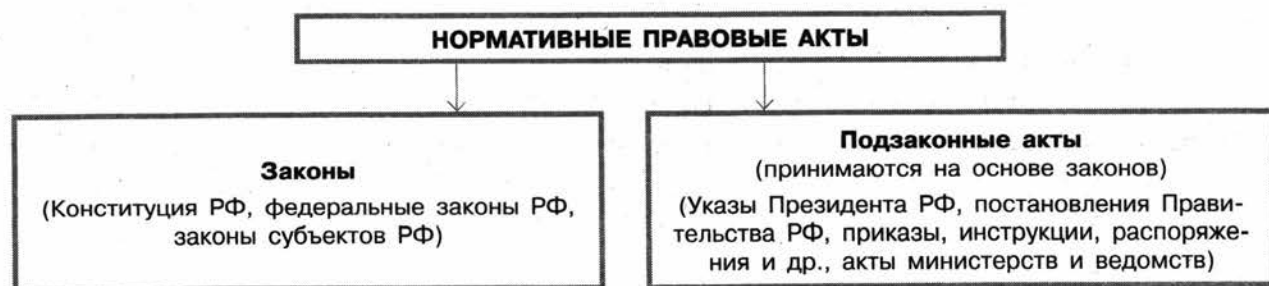 НОРМАТИВНЫЕ ПРАВОВЫЕ АКТЫ
Законы
(Конституция РФ, федеральные законы РФ,
законы субъектов РФ)
Подзаконные акты
(принимаются на основе законов)
(Указы Президента РФ, постановления Прави-
тельства РФ, приказы, инструкции, распоряже-
ния и др., акты министерств и ведомств)